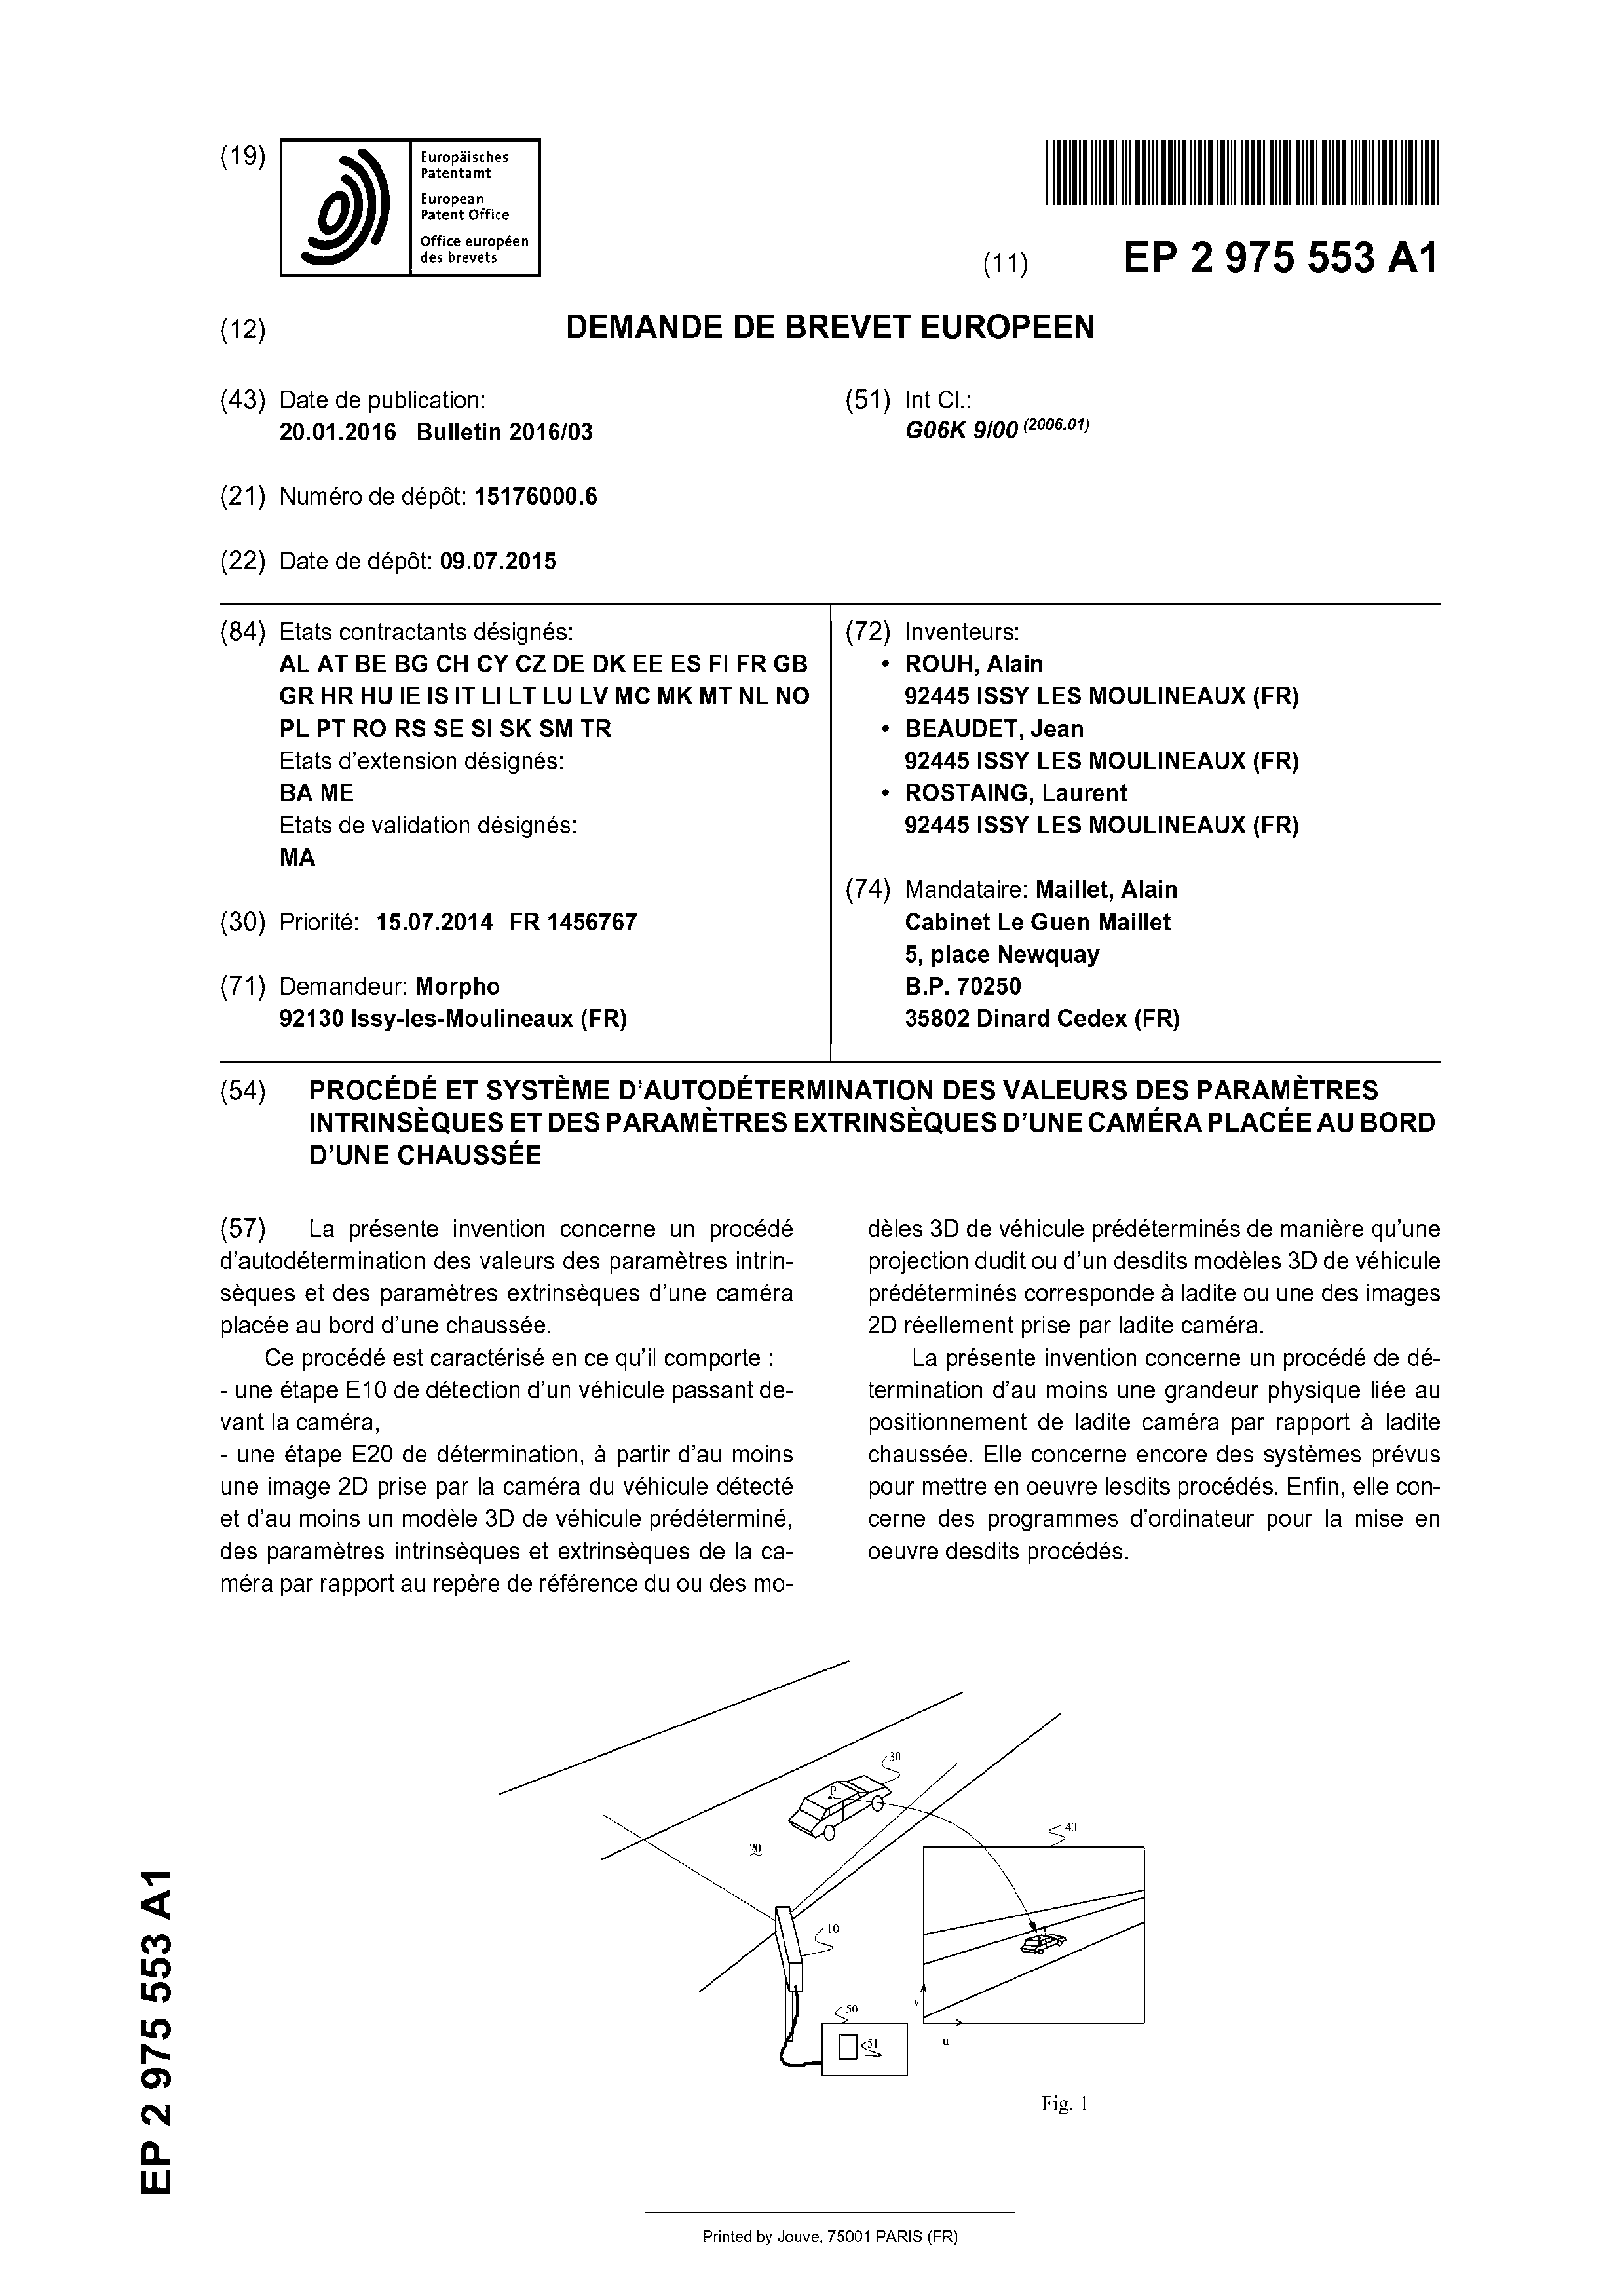 (19)
Europäisches
Patentamt
European
Patent Office
Office européen
des brevets
(11) EP 2 975 553 A1
(12) DEMANDE DE BREVET EUROPEEN
(43) Date de publication:
20.01.2016 Bulletin 2016/03
(51) Int Cl.:
G06K 9/00 (2006.01)
(21) Numéro de dépôt: 15176000.6
(22) Date de dépôt: 09.07.2015
(84) Etats contractants désignés:
AL AT BE BG CH CY CZ DE DK EE ES FI FR GB
GR HR HU IE IS IT LI LT LU LV MC MK MT NL NO
PL PT RO RS SE SI SK SM TR
Etats d'extension désignés:
BA ME
Etats de validation désignés:
MA
(30) Priorité: 15.07.2014 FR 1456767
(71) Demandeur: Morpho
92130 Issy-les-Moulineaux (FR)
(72) Inventeurs:
• ROUH, Alain
92445 ISSY LES MOULINEAUX (FR)
• BEAUDET, Jean
92445 ISSY LES MOULINEAUX (FR)
• ROSTAING, Laurent
92445 ISSY LES MOULINEAUX (FR)
(74) Mandataire: Maillet, Alain
Cabinet Le Guen Maillet
5, place Newquay
B.P. 70250
35802 Dinard Cedex (FR)
(54) PROCÉDÉ ET SYSTÈME D'AUTODÉTERMINATION DES VALEURS DES PARAMÈTRES
INTRINSÈQUES ET DES PARAMÈTRES EXTRINSÈQUES D'UNE CAMÉRA PLACÉE AU BORD
D'UNE CHAUSSÉE
(57) La présente invention concerne un procédé
d'autodétermination des valeurs des paramètres intrin-
sèques et des paramètres extrinsèques d'une caméra
placée au bord d'une chaussée.
Ce procédé est caractérisé en ce qu'il comporte :
- une étape E10 de détection d'un véhicule passant de-
vant la caméra,
- une étape E20 de détermination, à partir d'au moins
une image 2D prise par la caméra du véhicule détecté
et d'au moins un modèle 3D de véhicule prédéterminé,
des paramètres intrinsèques et extrinsèques de la ca-
méra par rapport au repère de référence du ou des mo-
dèles 3D de véhicule prédéterminés de manière qu'une
projection dudit ou d'un desdits modèles 3D de véhicule
prédéterminés corresponde à ladite ou une des images
2D réellement prise par ladite caméra.
La présente invention concerne un procédé de dé-
termination d'au moins une grandeur physique liée au
positionnement de ladite caméra par rapport à ladite
chaussée. Elle concerne encore des systèmes prévus
pour mettre en oeuvre lesdits procédés. Enfin, elle con-
cerne des programmes d'ordinateur pour la mise en
oeuvre desdits procédés.
30
P
40
20
10
50
v
51
u
Fig. 1
EP 2 975 553 A1
Printed by Jouve, 75001 PARIS (FR)